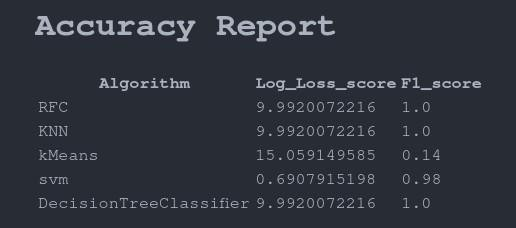 Accuracy Report
Algorithm Log_Loss_score F1_score
RFC 9.9920072216 1.0
KNN 9.9920072216 1.0
kMeans 15.059149585 0.14
svm 0.6907915198 0.98
DecisionTreeClassifier 9.9920072216 1.0